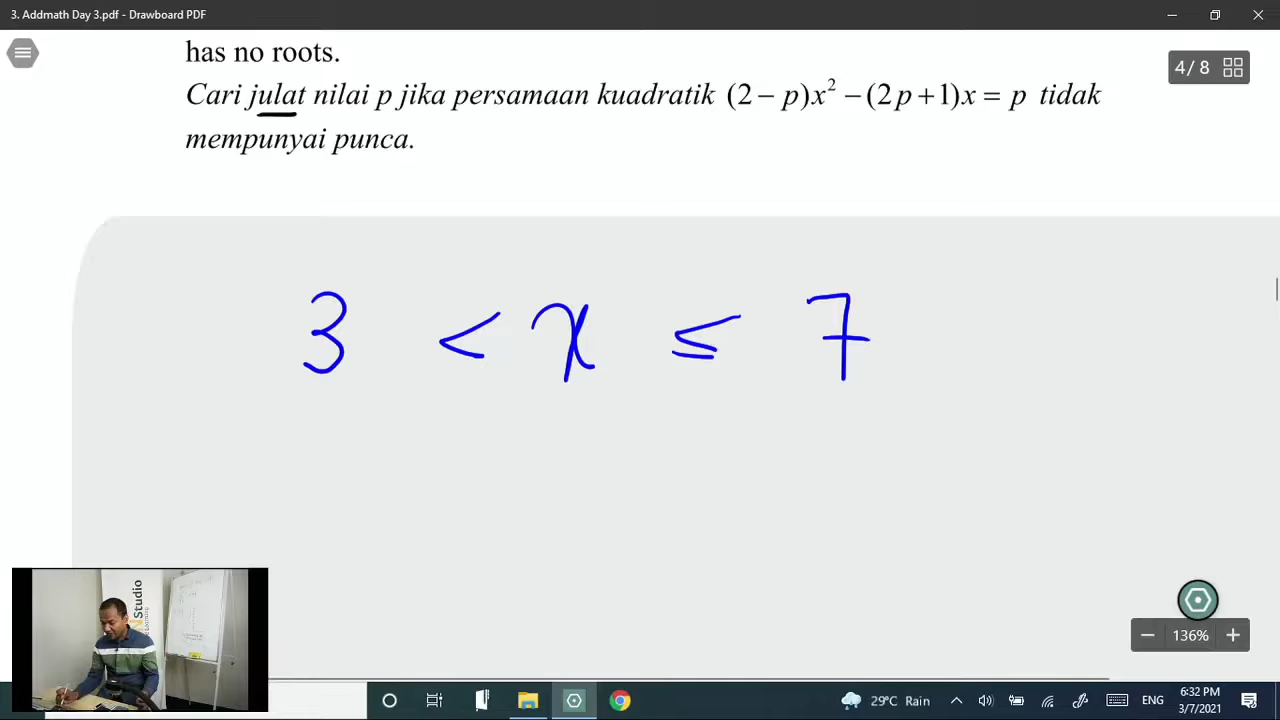 3. Addmath Day 3.pdf - Drawboard PDF
has no roots.
4 / 8
Cari julat nilai p jika persamaan kuadratik (2 − p)x² − (2p + 1)x = p tidak
mempunyai punca.
3 < x ≤ 7
Studio
136%
29°C Rain
ENG
6:32 PM
3/7/2021